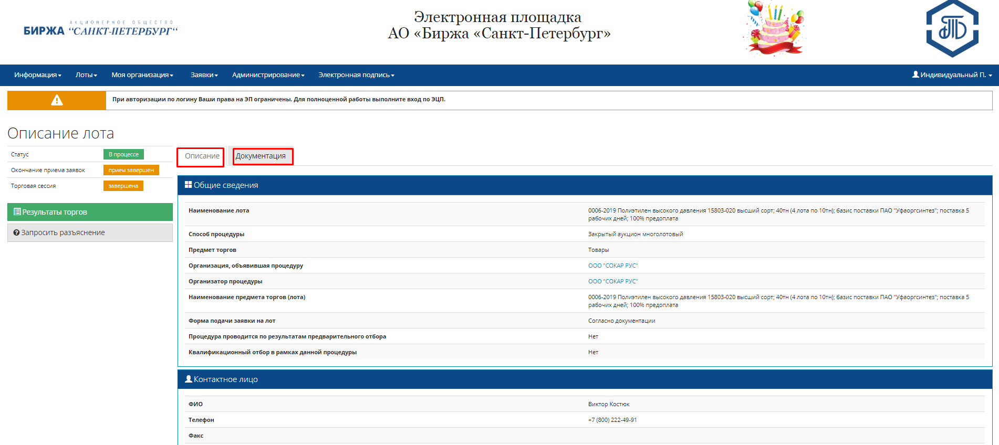 АКЦИОНЕРНОЕ ОБЩЕСТВО
БИРЖА "САНКТ-ПЕТЕРБУРГ"
Электронная площадка
АО «Биржа «Санкт-Петербург»
ТБ
Информация Лоты Моя организация Заявки Администрирование Электронная подпись Индивидуальный П.
При авторизации по логину Ваши права на ЭП ограничены. Для полноценной работы выполните вход по ЭЦП.
Описание лота
Статус В процессе
Окончание приема заявок прием завершен
Торговая сессия завершена
Результаты торгов
Запросить разъяснение
Описание Документация
Общие сведения
Наименование лота 0006-2019 Полиэтилен высокого давления 15803-020 высший сорт; 40тн (4 лота по 10тн); базис поставки ПАО "Уфаоргсинтез"; поставка 5
рабочих дней; 100% предоплата
Способ процедуры Закрытый аукцион многолотовый
Предмет торгов Товары
Организация, объявившая процедуру ООО "СОКАР РУС"
Организатор процедуры ООО "СОКАР РУС"
Наименование предмета торгов (лота) 0006-2019 Полиэтилен высокого давления 15803-020 высший сорт; 40тн (4 лота по 10тн); базис поставки ПАО "Уфаоргсинтез"; поставка 5
рабочих дней; 100% предоплата
Форма подачи заявки на лот Согласно документации
Процедура проводится по результатам предварительного отбора Нет
Квалификационный отбор в рамках данной процедуры Нет
Контактное лицо
ФИО Виктор Костюк
Телефон +7 (800) 222-49-91
Факс